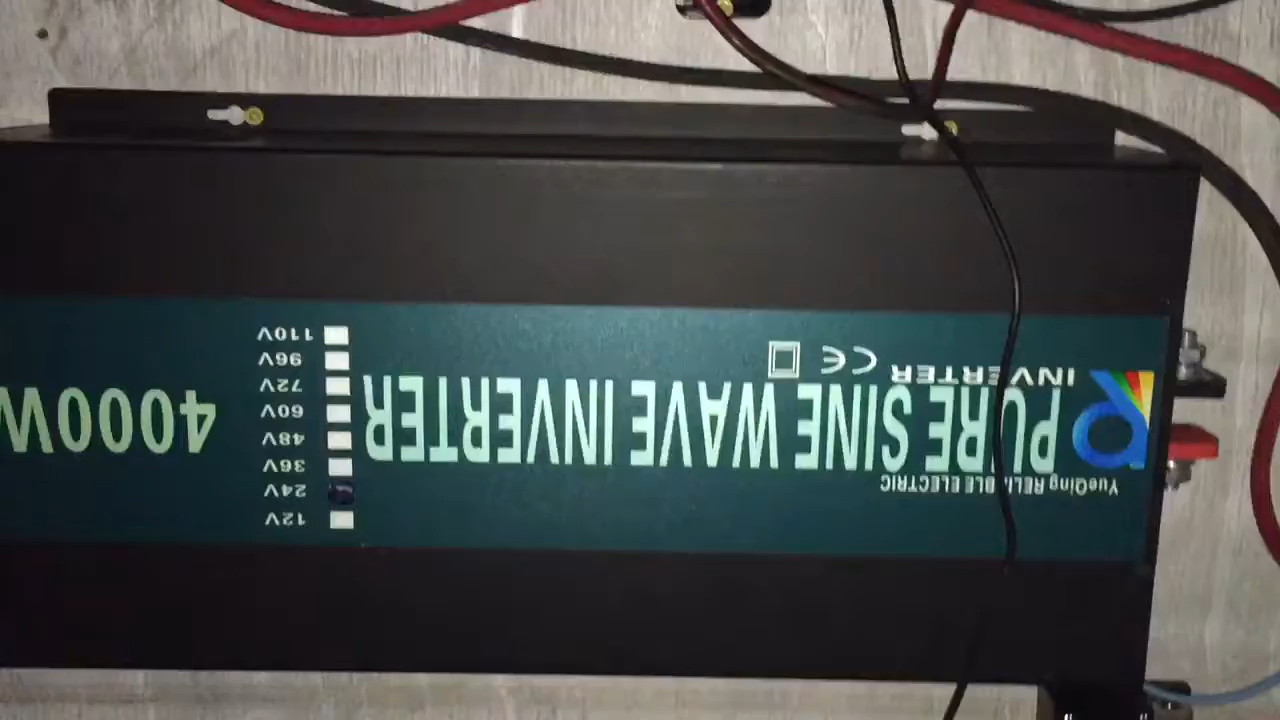 YueQing RELIABLE ELECTRIC
PURE SINE WAVE INVERTER
INVERTER
CE
12V
24V
36V
48V
60V
72V
96V
110V
4000W